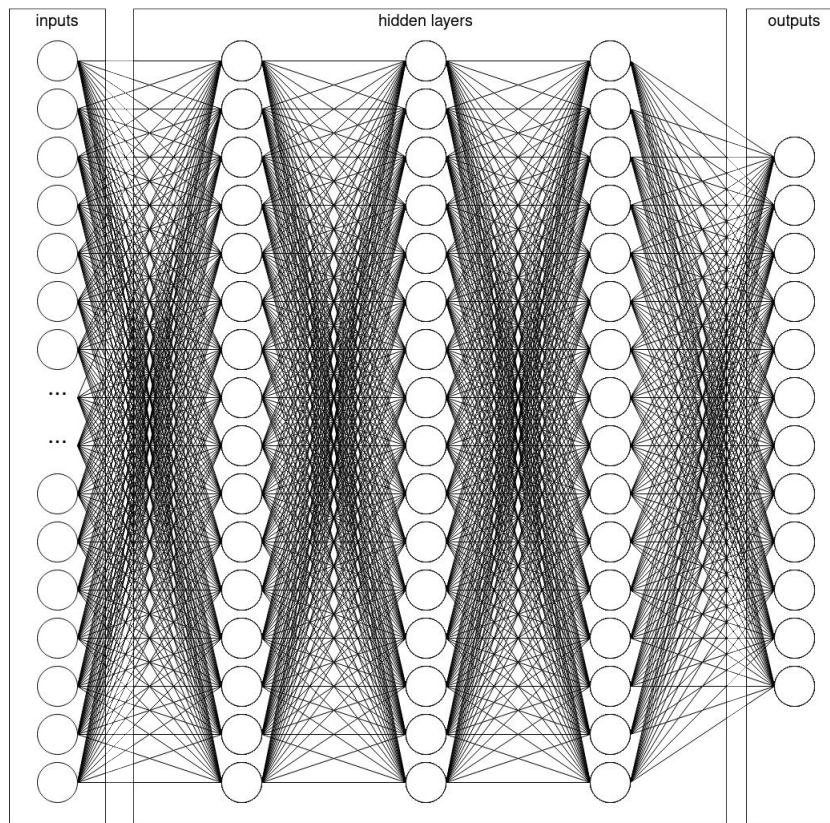 inputs
hidden layers
outputs
...
...